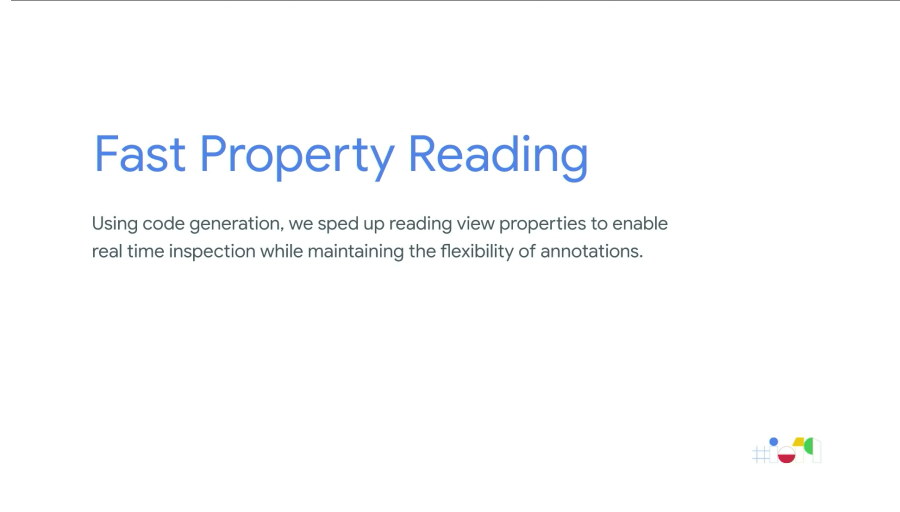 Fast Property Reading
Using code generation, we sped up reading view properties to enable
real time inspection while maintaining the flexibility of annotations.
#io19